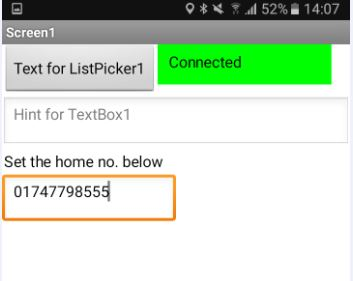 52% 14:07
Screen1
Text for ListPicker1 Connected
Hint for TextBox1
Set the home no. below
01747798555